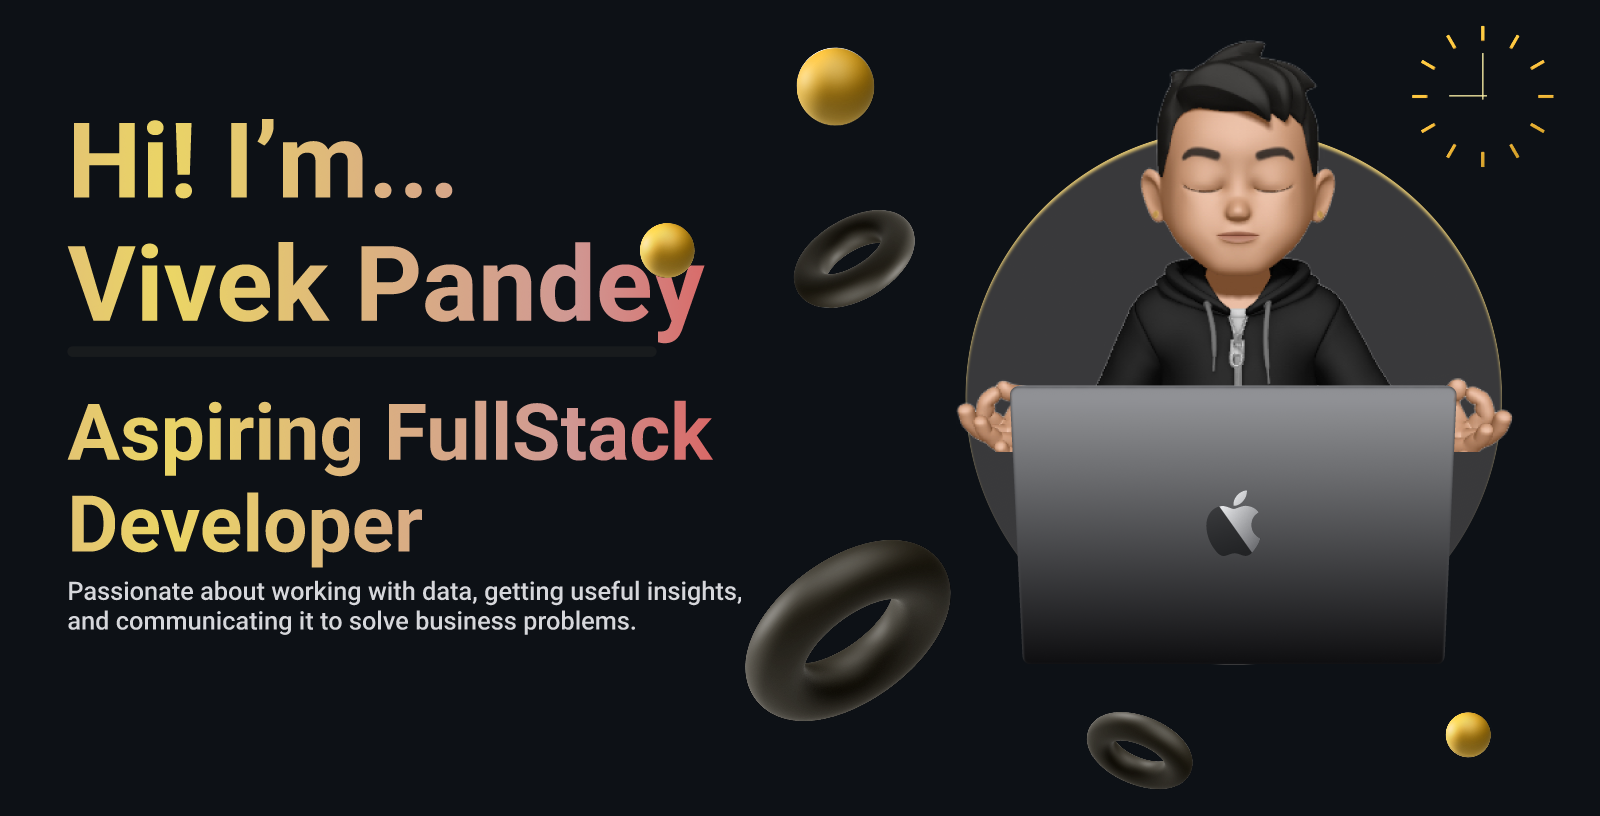 Hi! I’m...
Vivek Pandey
Aspiring FullStack
Developer
Passionate about working with data, getting useful insights,
and communicating it to solve business problems.